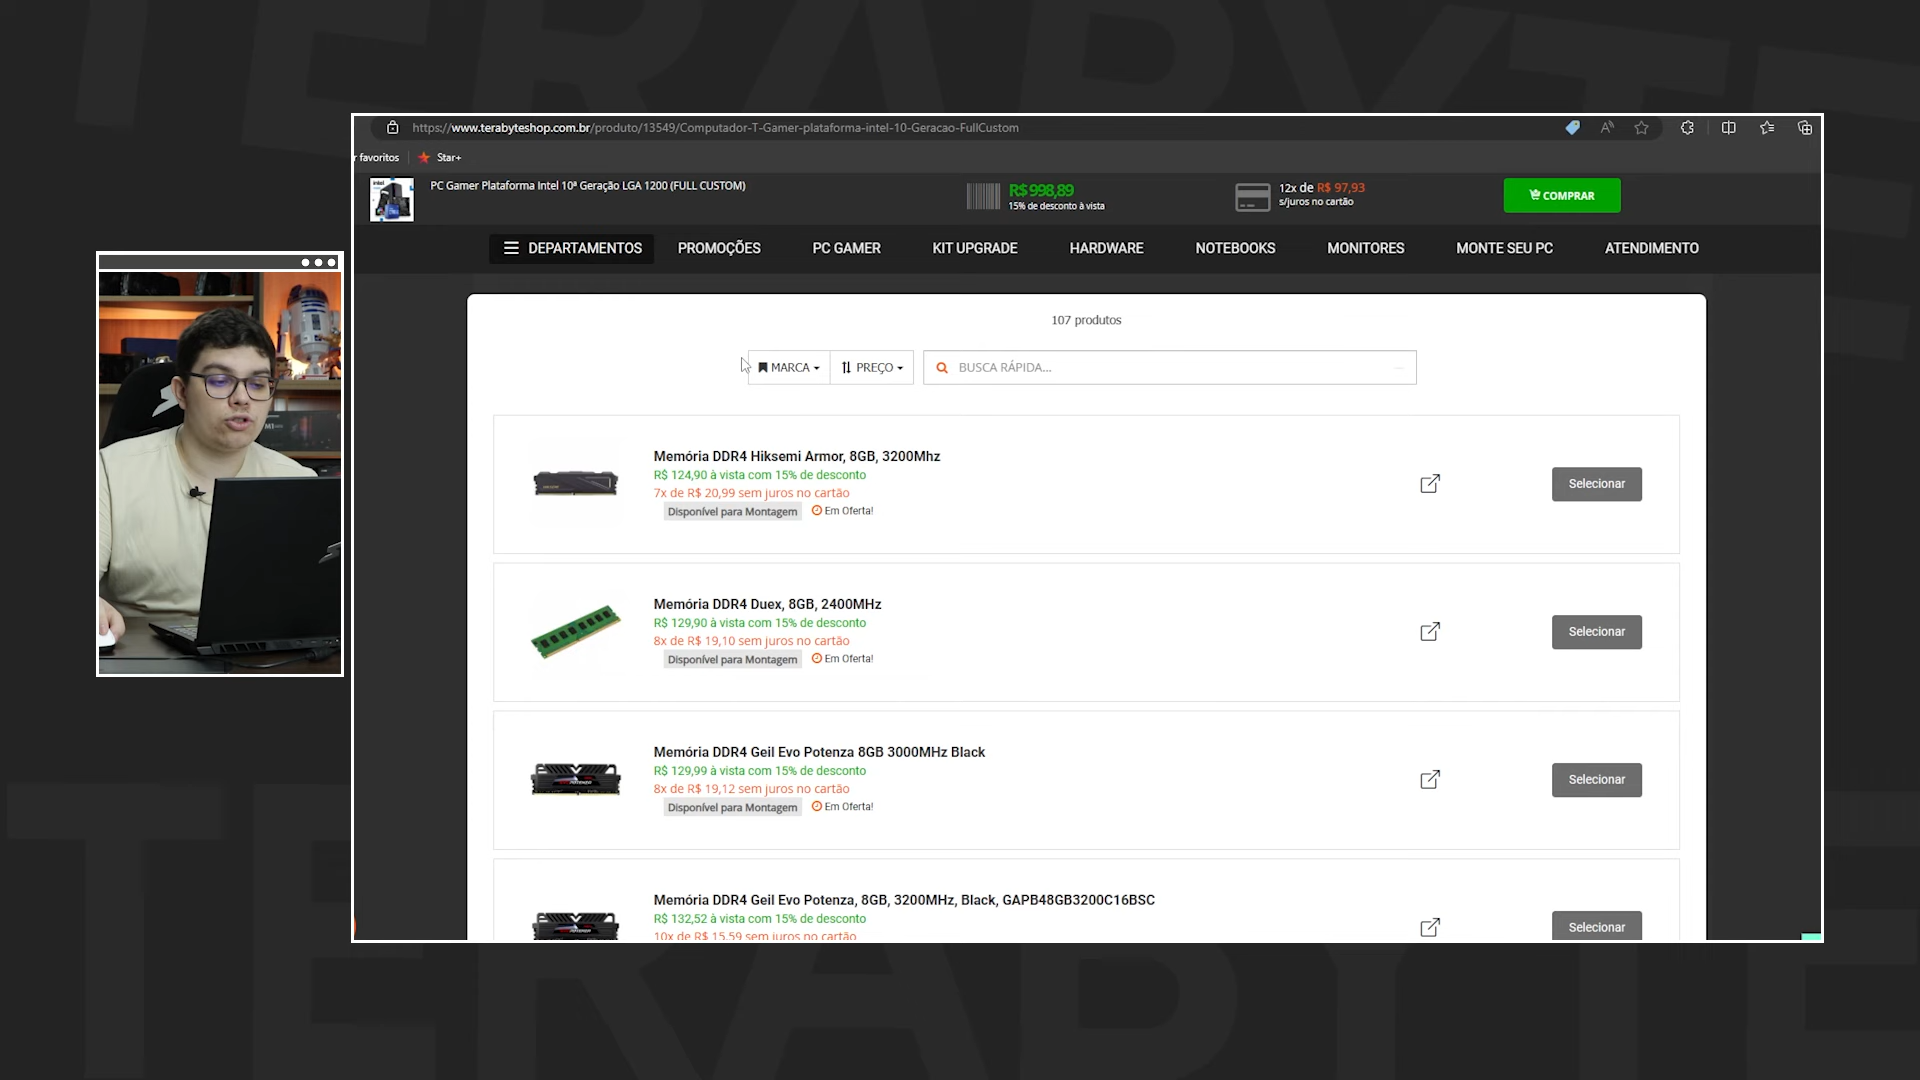 https://www.terabyteshop.com.br/produto/13549/Computador-T-Gamer-plataforma-intel-10-Geracao-FullCustom
r favoritos
Star+
PC Gamer Plataforma Intel 10ª Geração LGA 1200 (FULL CUSTOM)
R$ 998,89
15% de desconto à vista
12x de R$ 97,93
s/juros no cartão
COMPRAR
DEPARTAMENTOS
PROMOÇÕES
PC GAMER
KIT UPGRADE
HARDWARE
NOTEBOOKS
MONITORES
MONTE SEU PC
ATENDIMENTO
107 produtos
MARCA
PREÇO
BUSCA RÁPIDA...
Memória DDR4 Hiksemi Armor, 8GB, 3200Mhz
R$ 124,90 à vista com 15% de desconto
7x de R$ 20,99 sem juros no cartão
Disponível para Montagem
Em Oferta!
Selecionar
Memória DDR4 Duex, 8GB, 2400MHz
R$ 129,90 à vista com 15% de desconto
8x de R$ 19,10 sem juros no cartão
Disponível para Montagem
Em Oferta!
Selecionar
Memória DDR4 Geil Evo Potenza 8GB 3000MHz Black
R$ 129,99 à vista com 15% de desconto
8x de R$ 19,12 sem juros no cartão
Disponível para Montagem
Em Oferta!
Selecionar
Memória DDR4 Geil Evo Potenza, 8GB, 3200MHz, Black, GAPB48GB3200C16BSC
R$ 132,52 à vista com 15% de desconto
10x de R$ 15,59 sem juros no cartão
Selecionar